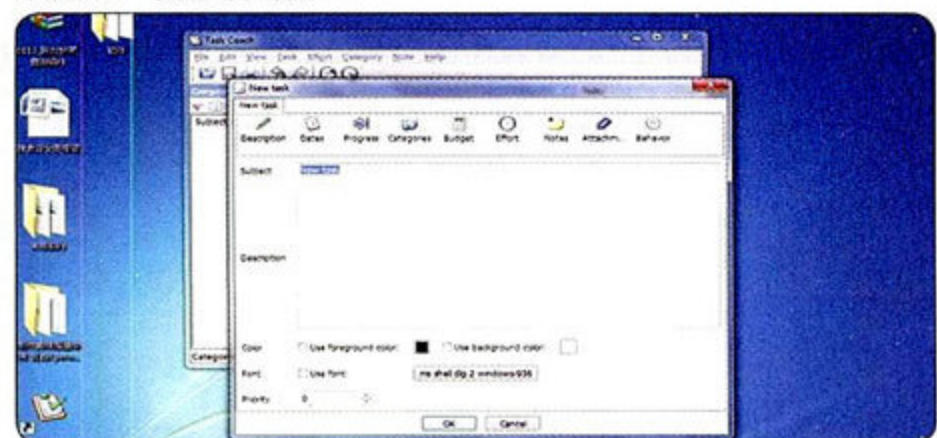 Task Coach
File Edit View Task Effort Category Note Help
New task
New task
Description Dates Progress Categories Budget Effort Notes Attachm... Behavior
Subject
Subject New task
Description
Color Use foreground color: Use background color:
Font Use font: ms shell dlg 2 windows-936
Priority 0
Categor
OK Cancel